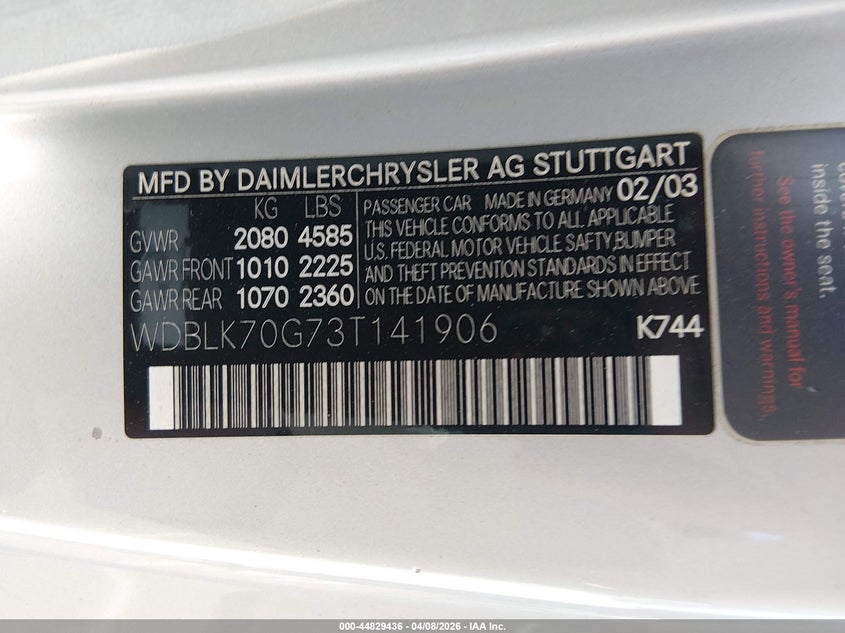 MFD BY DAIMLERCHRYSLER AG STUTTGART
KG LBS
GVWR 2080 4585
GAWR FRONT 1010 2225
GAWR REAR 1070 2360
PASSENGER CAR MADE IN GERMANY 02/03
THIS VEHICLE CONFORMS TO ALL APPLICABLE
U.S. FEDERAL MOTOR VEHICLE SAFTY,BUMPER
AND THEFT PREVENTION STANDARDS IN EFFECT
ON THE DATE OF MANUFACTURING SHOWN ABOVE
WDBLK70G73T141906 K744
inside the seat.
See the owner's manual for
further instructions and warnings.
000-44829436 | 04/08/2026 - IAA Inc.